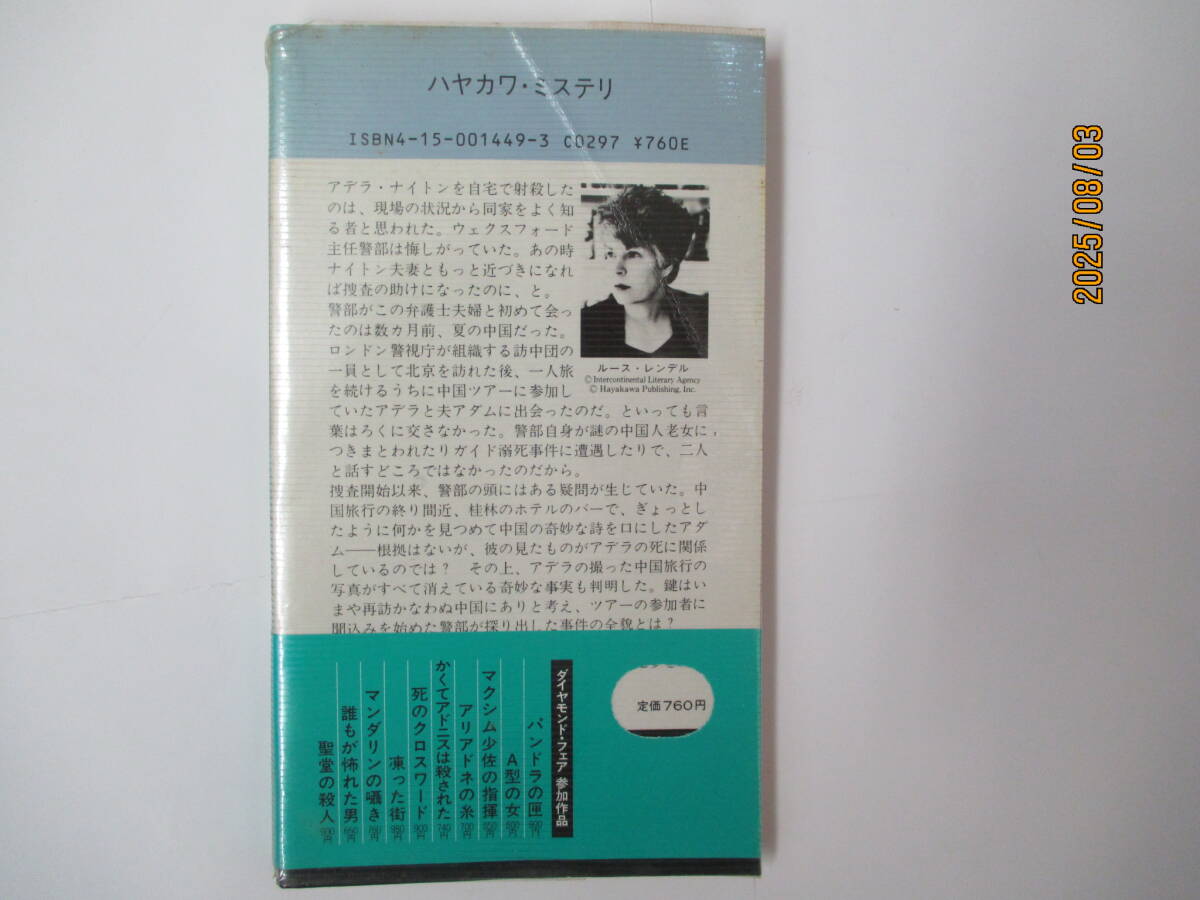 ハヤカワ・ミステリ
ISBN4-15-001449-3 C0297 ¥760E
アデラ・ナイトンを自宅で射殺した
のは、現場の状況から同家をよく知
る者と思われた。ウェクスフォード
主任警部は悔しがっていた。あの時
ナイトン夫妻ともっと近づきになれ
ば捜査の助けになったのに、と。
警部がこの弁護士夫婦と初めて会っ
たのは数カ月前、夏の中国だった。
ロンドン警視庁が組織する訪中団の
一員として北京を訪れた後、一人旅
を続けるうちに中国ツアーに参加し
ていたアデラと夫アダムに出会ったのだ。といっても言
葉はろくに交さなかった。警部自身が謎の中国人老女に
つきまとわれたりガイド溺死事件に遭遇したりで、二人
と話すどころではなかったのだから。
捜査開始以来、警部の頭にはある疑問が生じていた。中
国旅行の終り間近、桂林のホテルのバーで、ぎょっとし
たように何かを見つめて中国の奇妙な詩を口にしたアダ
ム――根拠はないが、彼の見たものがアデラの死に関係
しているのでは？ その上、アデラの撮った中国旅行の
写真がすべて消えている奇妙な事実も判明した。鍵はい
まや再訪かなわぬ中国にありと考え、ツアーの参加者に
聞込みを始めた警部が探り出した事件の全貌とは？
ルース・レンデル
©Intercontinental Literary Agency
© Hayakawa Publishing, Inc.
ダイヤモンド・フェア 参加作品
パンドラの匣
A型の女
マクシム少佐の指揮
アリアドネの糸
かくてアドニスは殺された
死のクロスワード
凍った街
マンダリンの囁き
誰もが怖れた男
聖堂の殺人
定価760円
2025/08/03